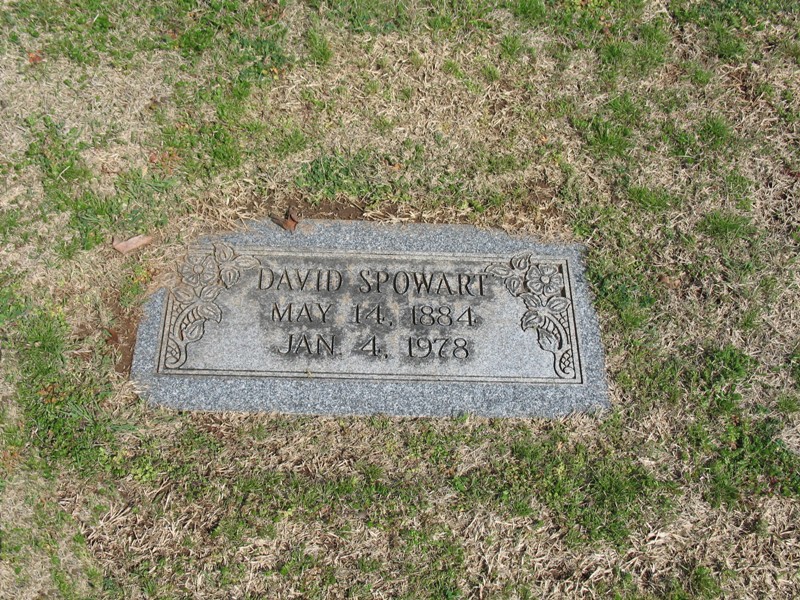 DAVID SPOWART
MAY 14, 1884
JAN. 4, 1978